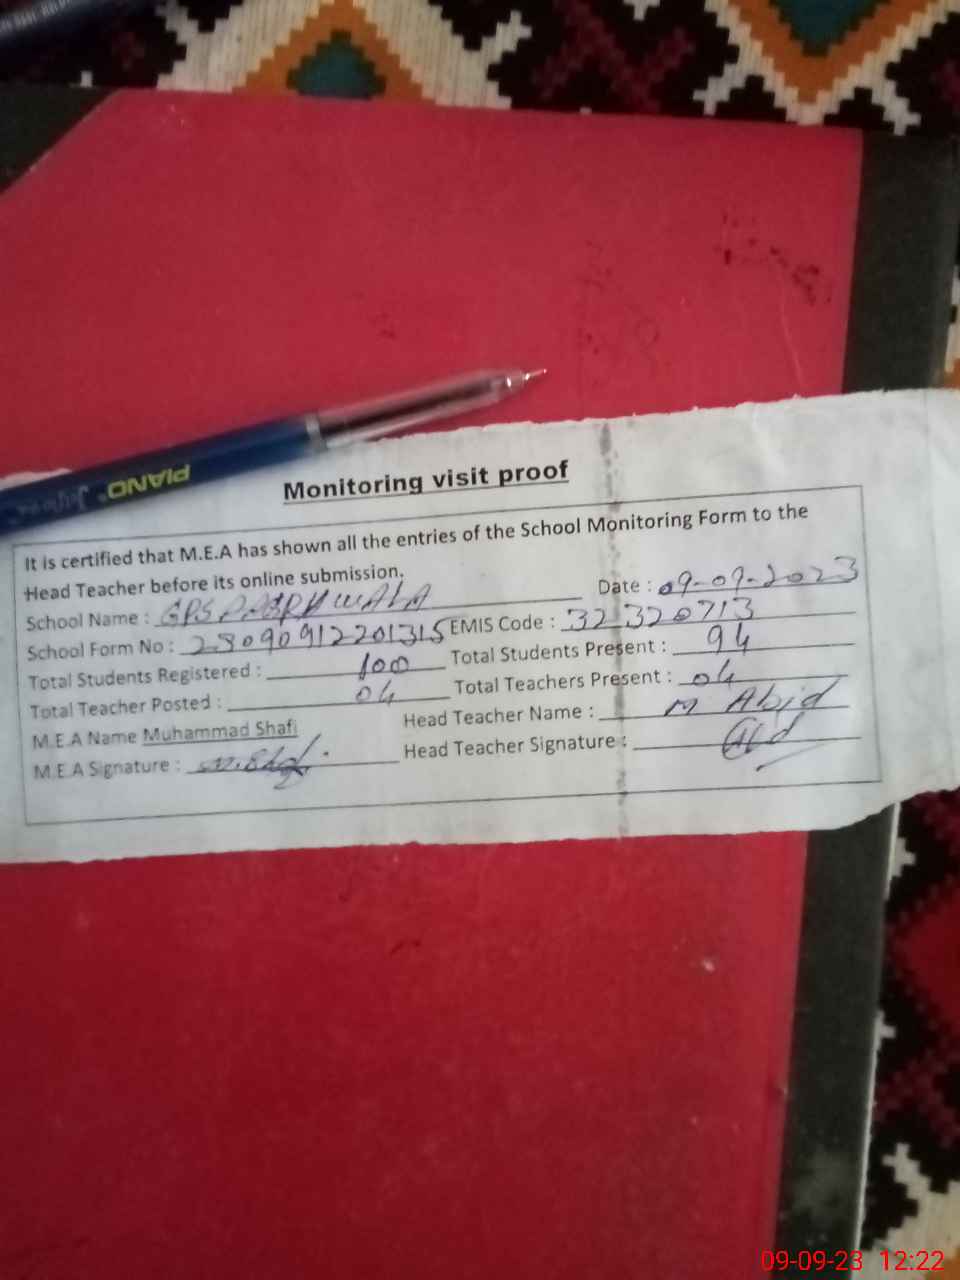 PIANO
Monitoring visit proof
It is certified that M.E.A has shown all the entries of the School Monitoring Form to the
Head Teacher before its online submission.
Date : 09-09-2023
School Name : GPS WALA
EMIS Code : 32320713
School Form No : 28090912201315
Total Students Present : 94
Total Students Registered : 100
Total Teachers Present : 04
Total Teacher Posted : 04
Head Teacher Name : M Abid
M.E.A Name Muhammad Shafi
Head Teacher Signature :
M.E.A Signature :
09-09-23 12:22